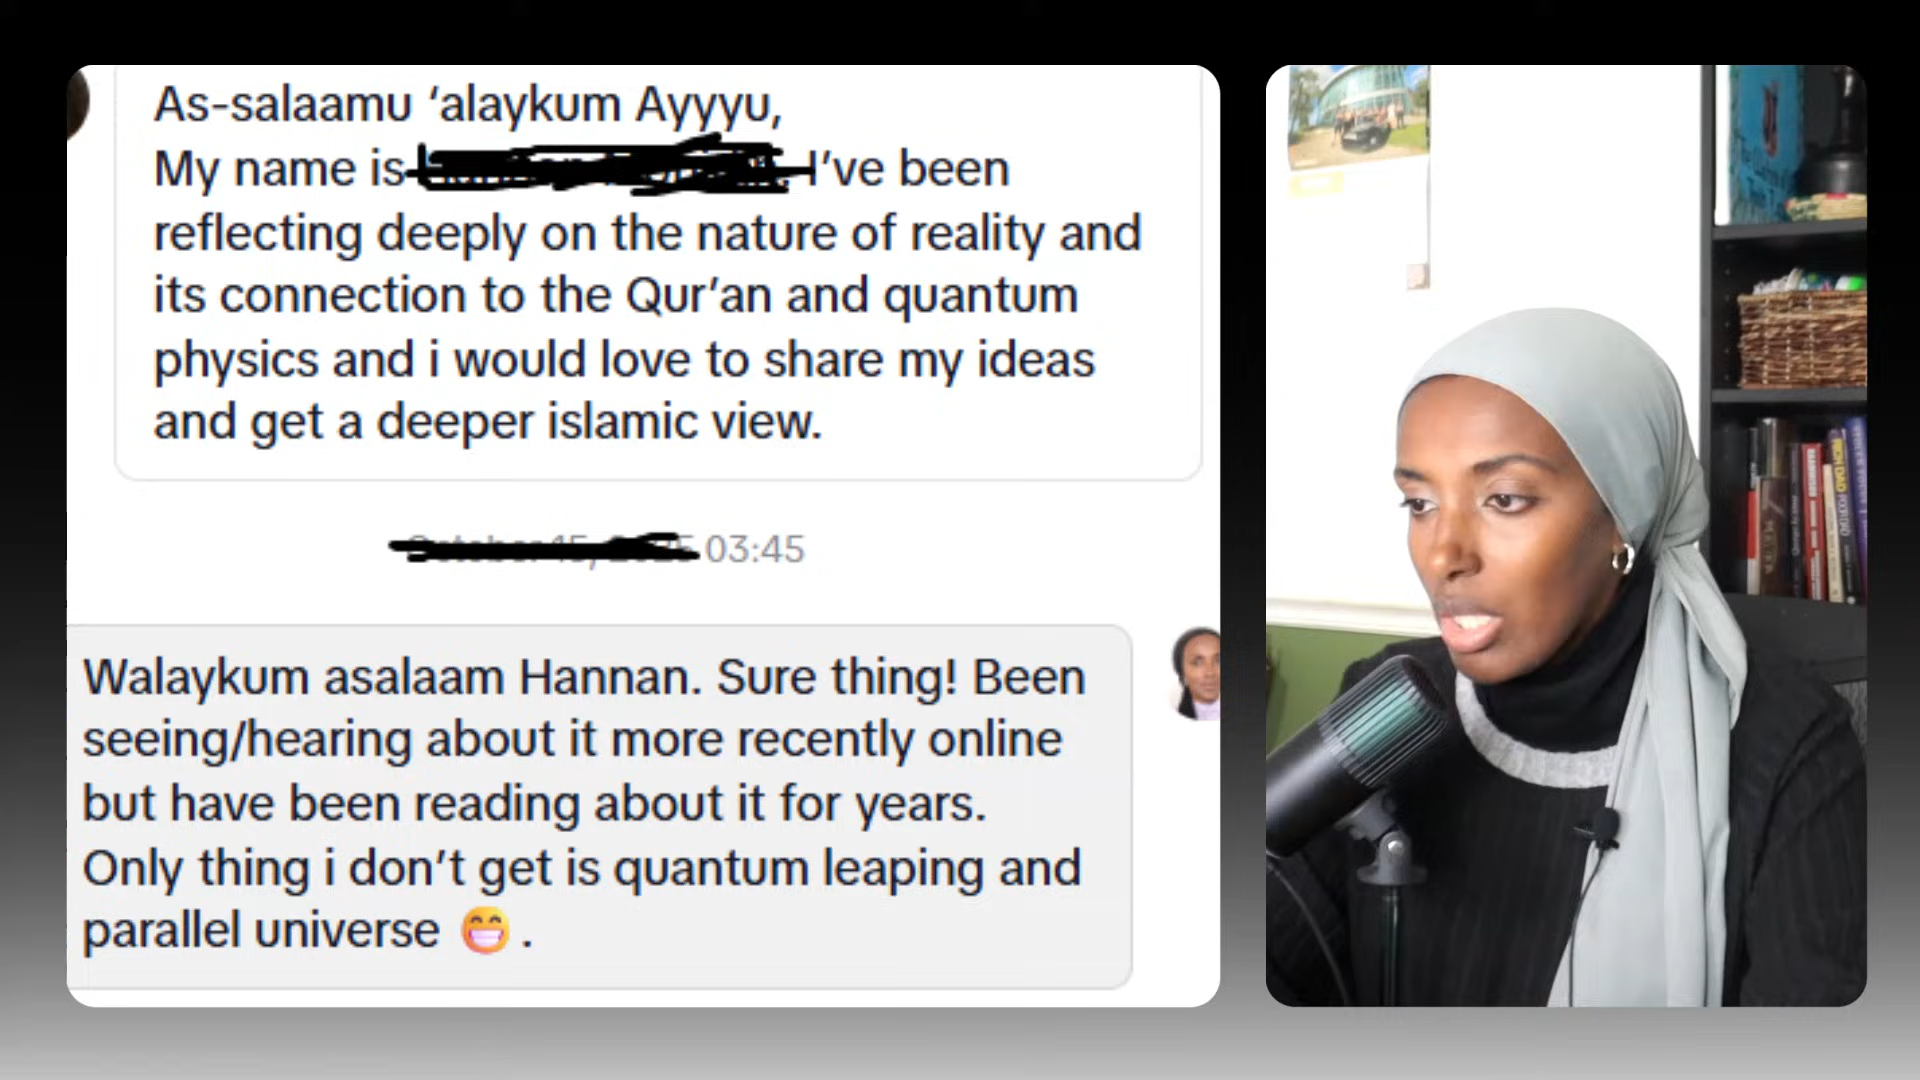 As-salaamu ‘alaykum Ayyyu,
My name is I’ve been
reflecting deeply on the nature of reality and
its connection to the Qur’an and quantum
physics and i would love to share my ideas
and get a deeper islamic view.
03:45
Walaykum asalaam Hannan. Sure thing! Been
seeing/hearing about it more recently online
but have been reading about it for years.
Only thing i don’t get is quantum leaping and
parallel universe 😁 .